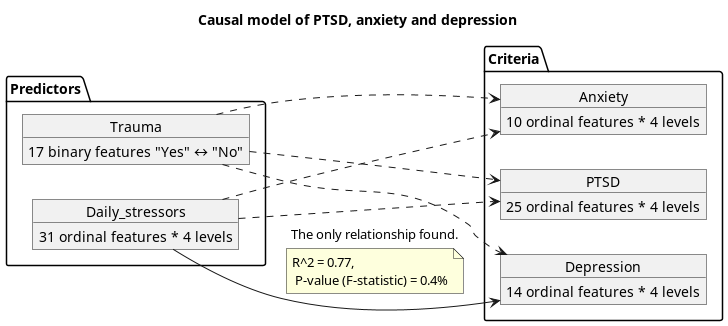 Causal model of PTSD, anxiety and depression
Predictors
Trauma
17 binary features "Yes" ↔ "No"
Daily_stressors
31 ordinal features * 4 levels
The only relationship found.
R^2 = 0.77,
P-value (F-statistic) = 0.4%
Criteria
Anxiety
10 ordinal features * 4 levels
PTSD
25 ordinal features * 4 levels
Depression
14 ordinal features * 4 levels